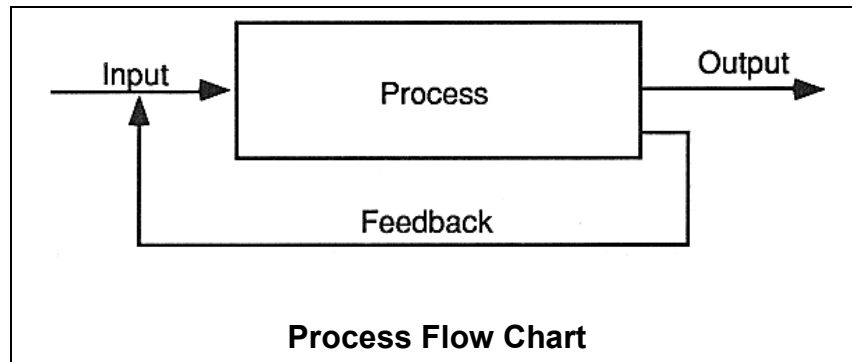 Input
Process
Output
Feedback
Process Flow Chart